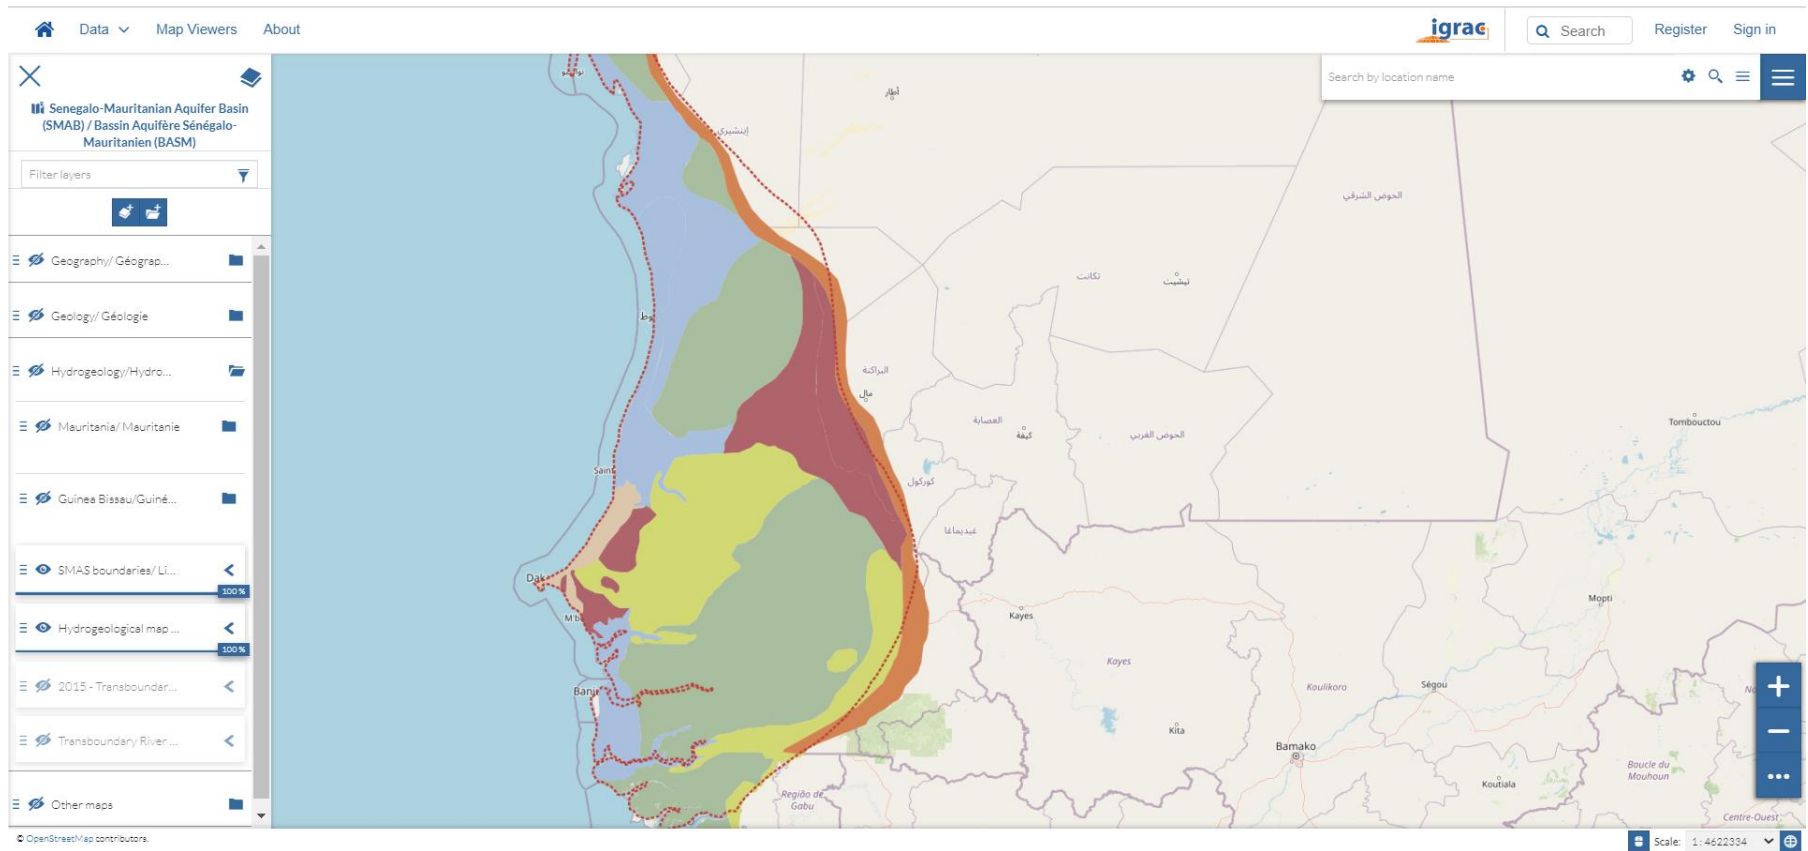 Data
Map Viewers
About
igrac
Search
Register
Sign in
Senegalo-Mauritanian Aquifer Basin
(SMAB) / Bassin Aquifère Sénégalo-
Mauritanien (BASM)
Filter layers
Geography/ Géograp...
Geology/ Géologie
Hydrogeology/Hydro...
Mauritania/ Mauritanie
Guinea Bissau/Guiné...
SMAS boundaries/ Li...
100 %
Hydrogeological map ...
100 %
2015 - Transboundar...
Transboundary River ...
Other maps
Search by location name
أطار
إينشيري
الحوض الشرقي
تكانت
تيشيت
البراكنة
مال
العصابة
كيفة
الحوض الغربي
كوركول
غيديماغا
Tombouctou
Saint
Dak
Kayes
Mopti
Kayes
Banj
Koulikoro
Ségou
Kita
Bamako
Boucle du
Mouhoun
Koutiala
Região de
Gabu
Centre-Ouest
© OpenStreetMap contributors.
Scale:
1 : 4622334